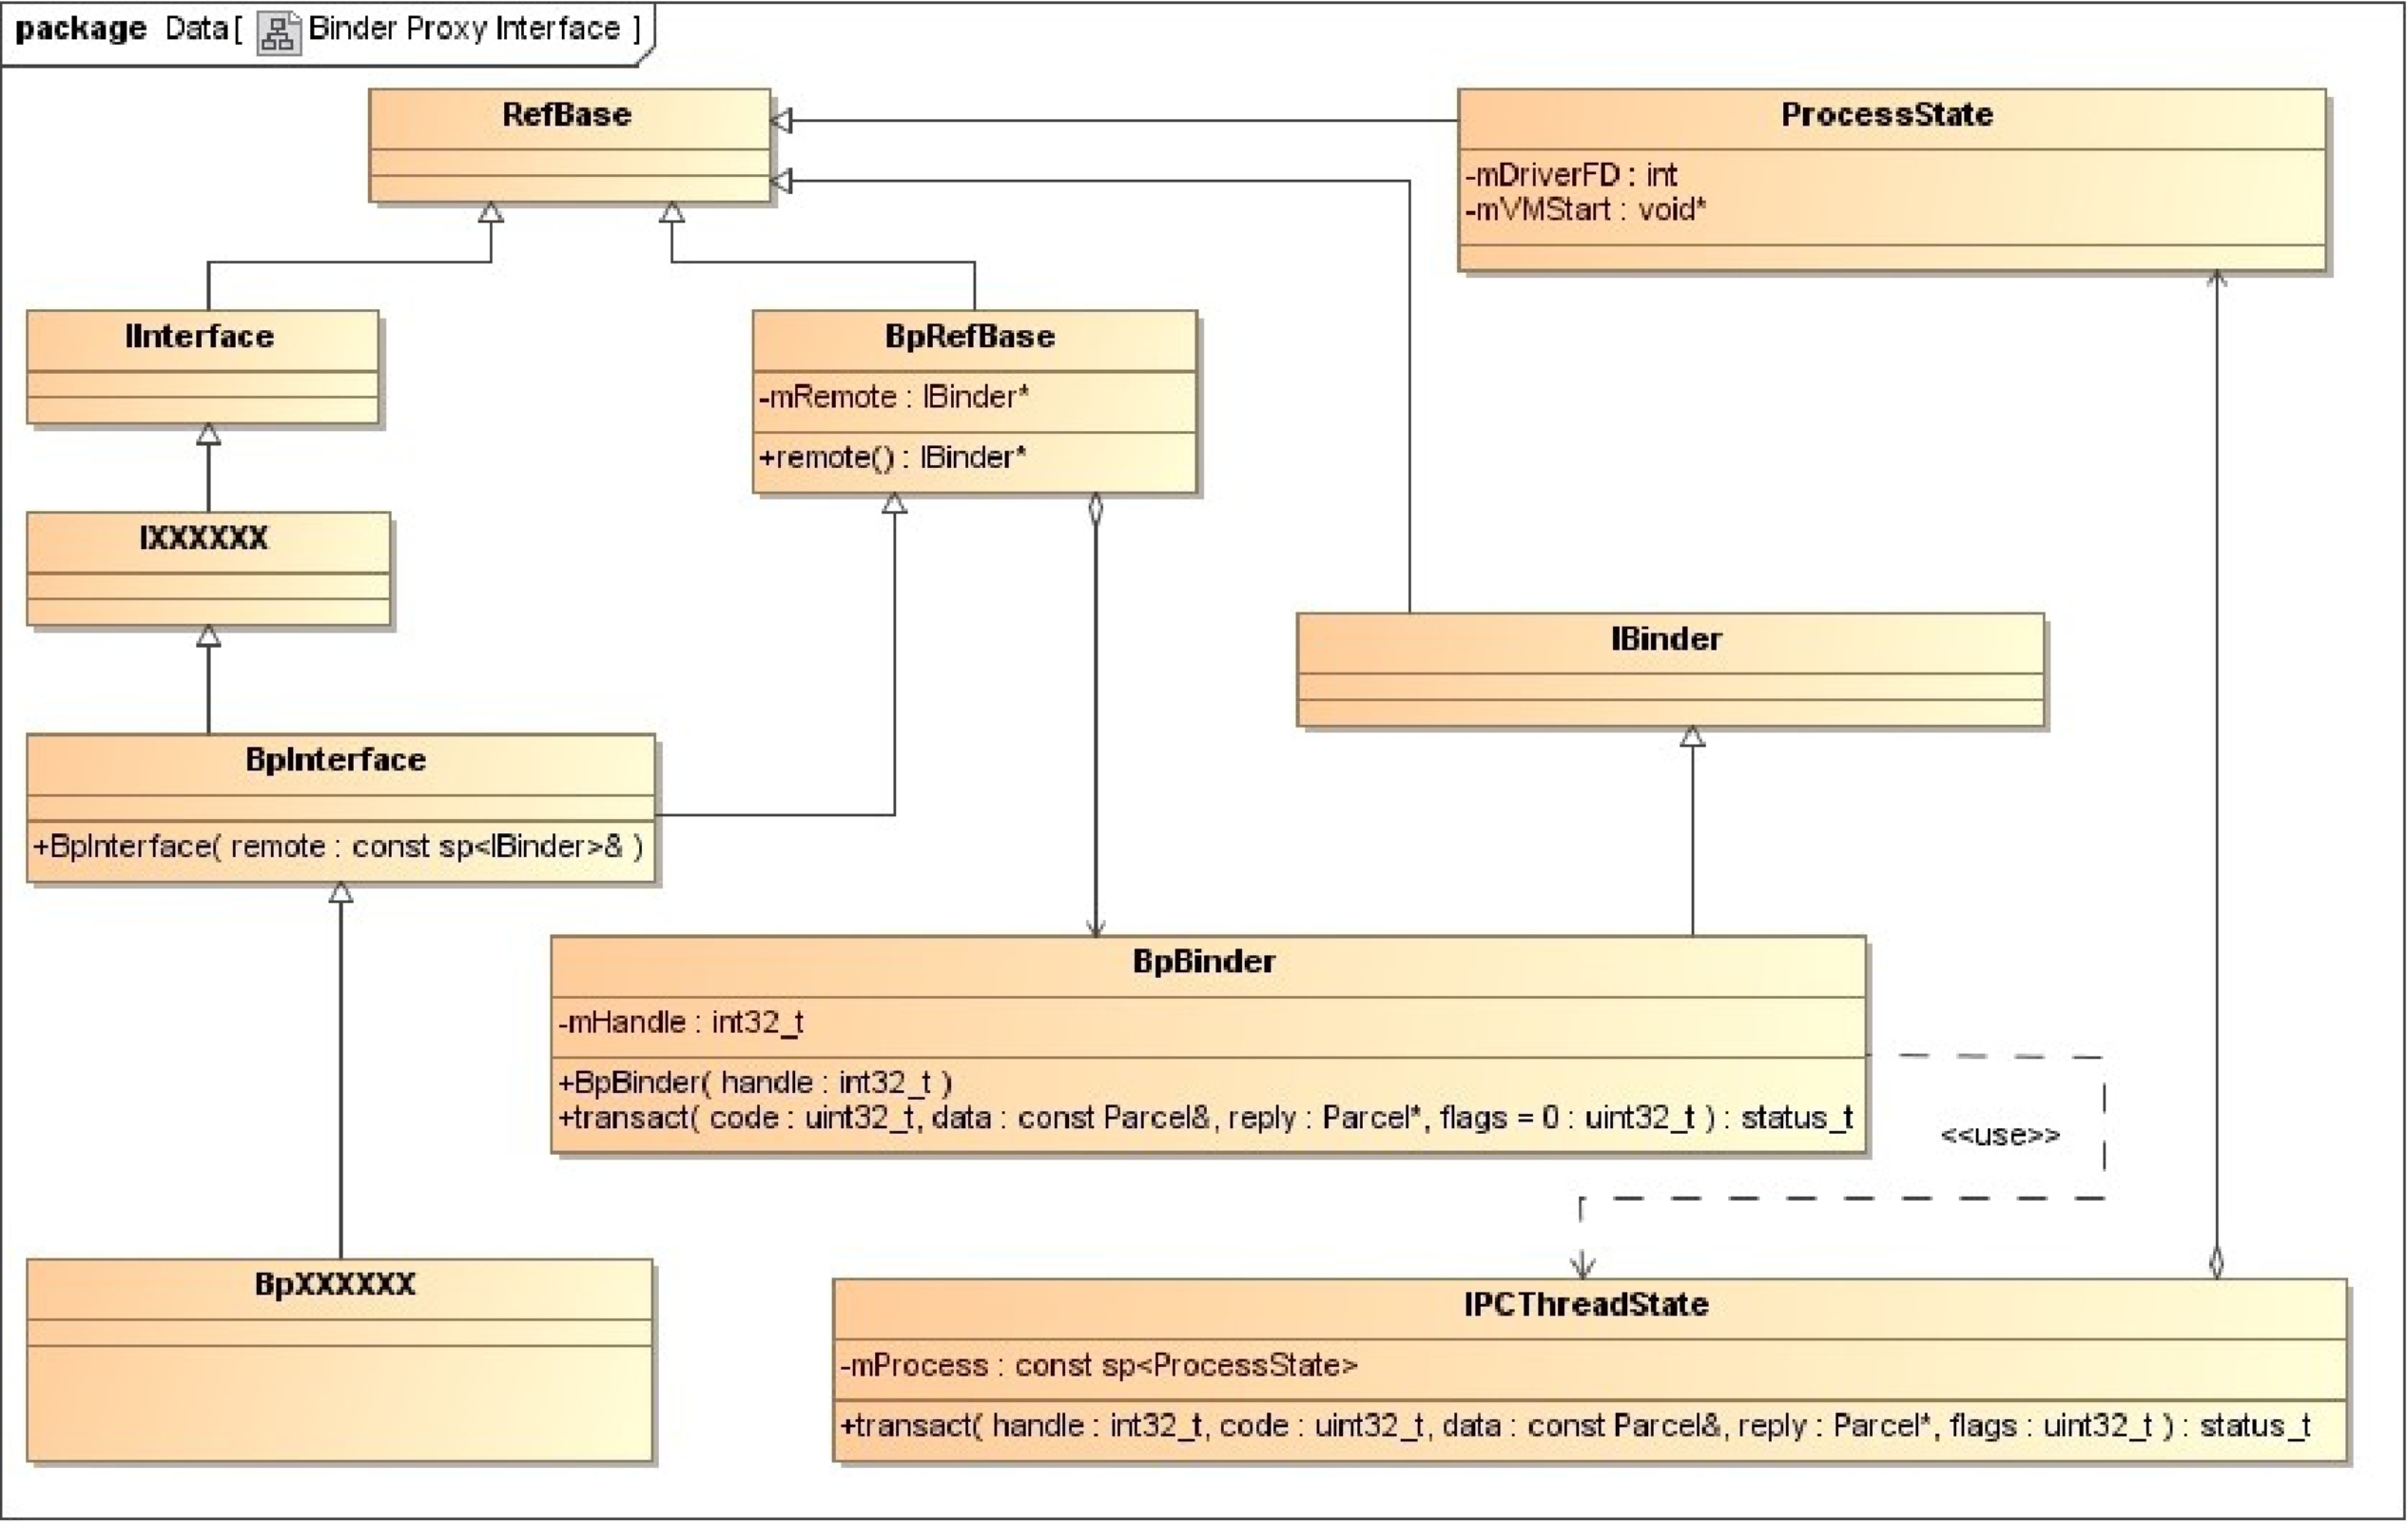 package Data[ Binder Proxy Interface ]
RefBase
ProcessState
-mDriverFD : int
-mVMStart : void*
IInterface
BpRefBase
-mRemote : IBinder*
+remote() : IBinder*
IXXXXXX
IBinder
BpInterface
+BpInterface( remote : const sp<IBinder>& )
BpBinder
-mHandle : int32_t
+BpBinder( handle : int32_t )
+transact( code : uint32_t, data : const Parcel&, reply : Parcel*, flags = 0 : uint32_t ) : status_t
<<use>>
BpXXXXXX
IPCThreadState
-mProcess : const sp<ProcessState>
+transact( handle : int32_t, code : uint32_t, data : const Parcel&, reply : Parcel*, flags : uint32_t ) : status_t